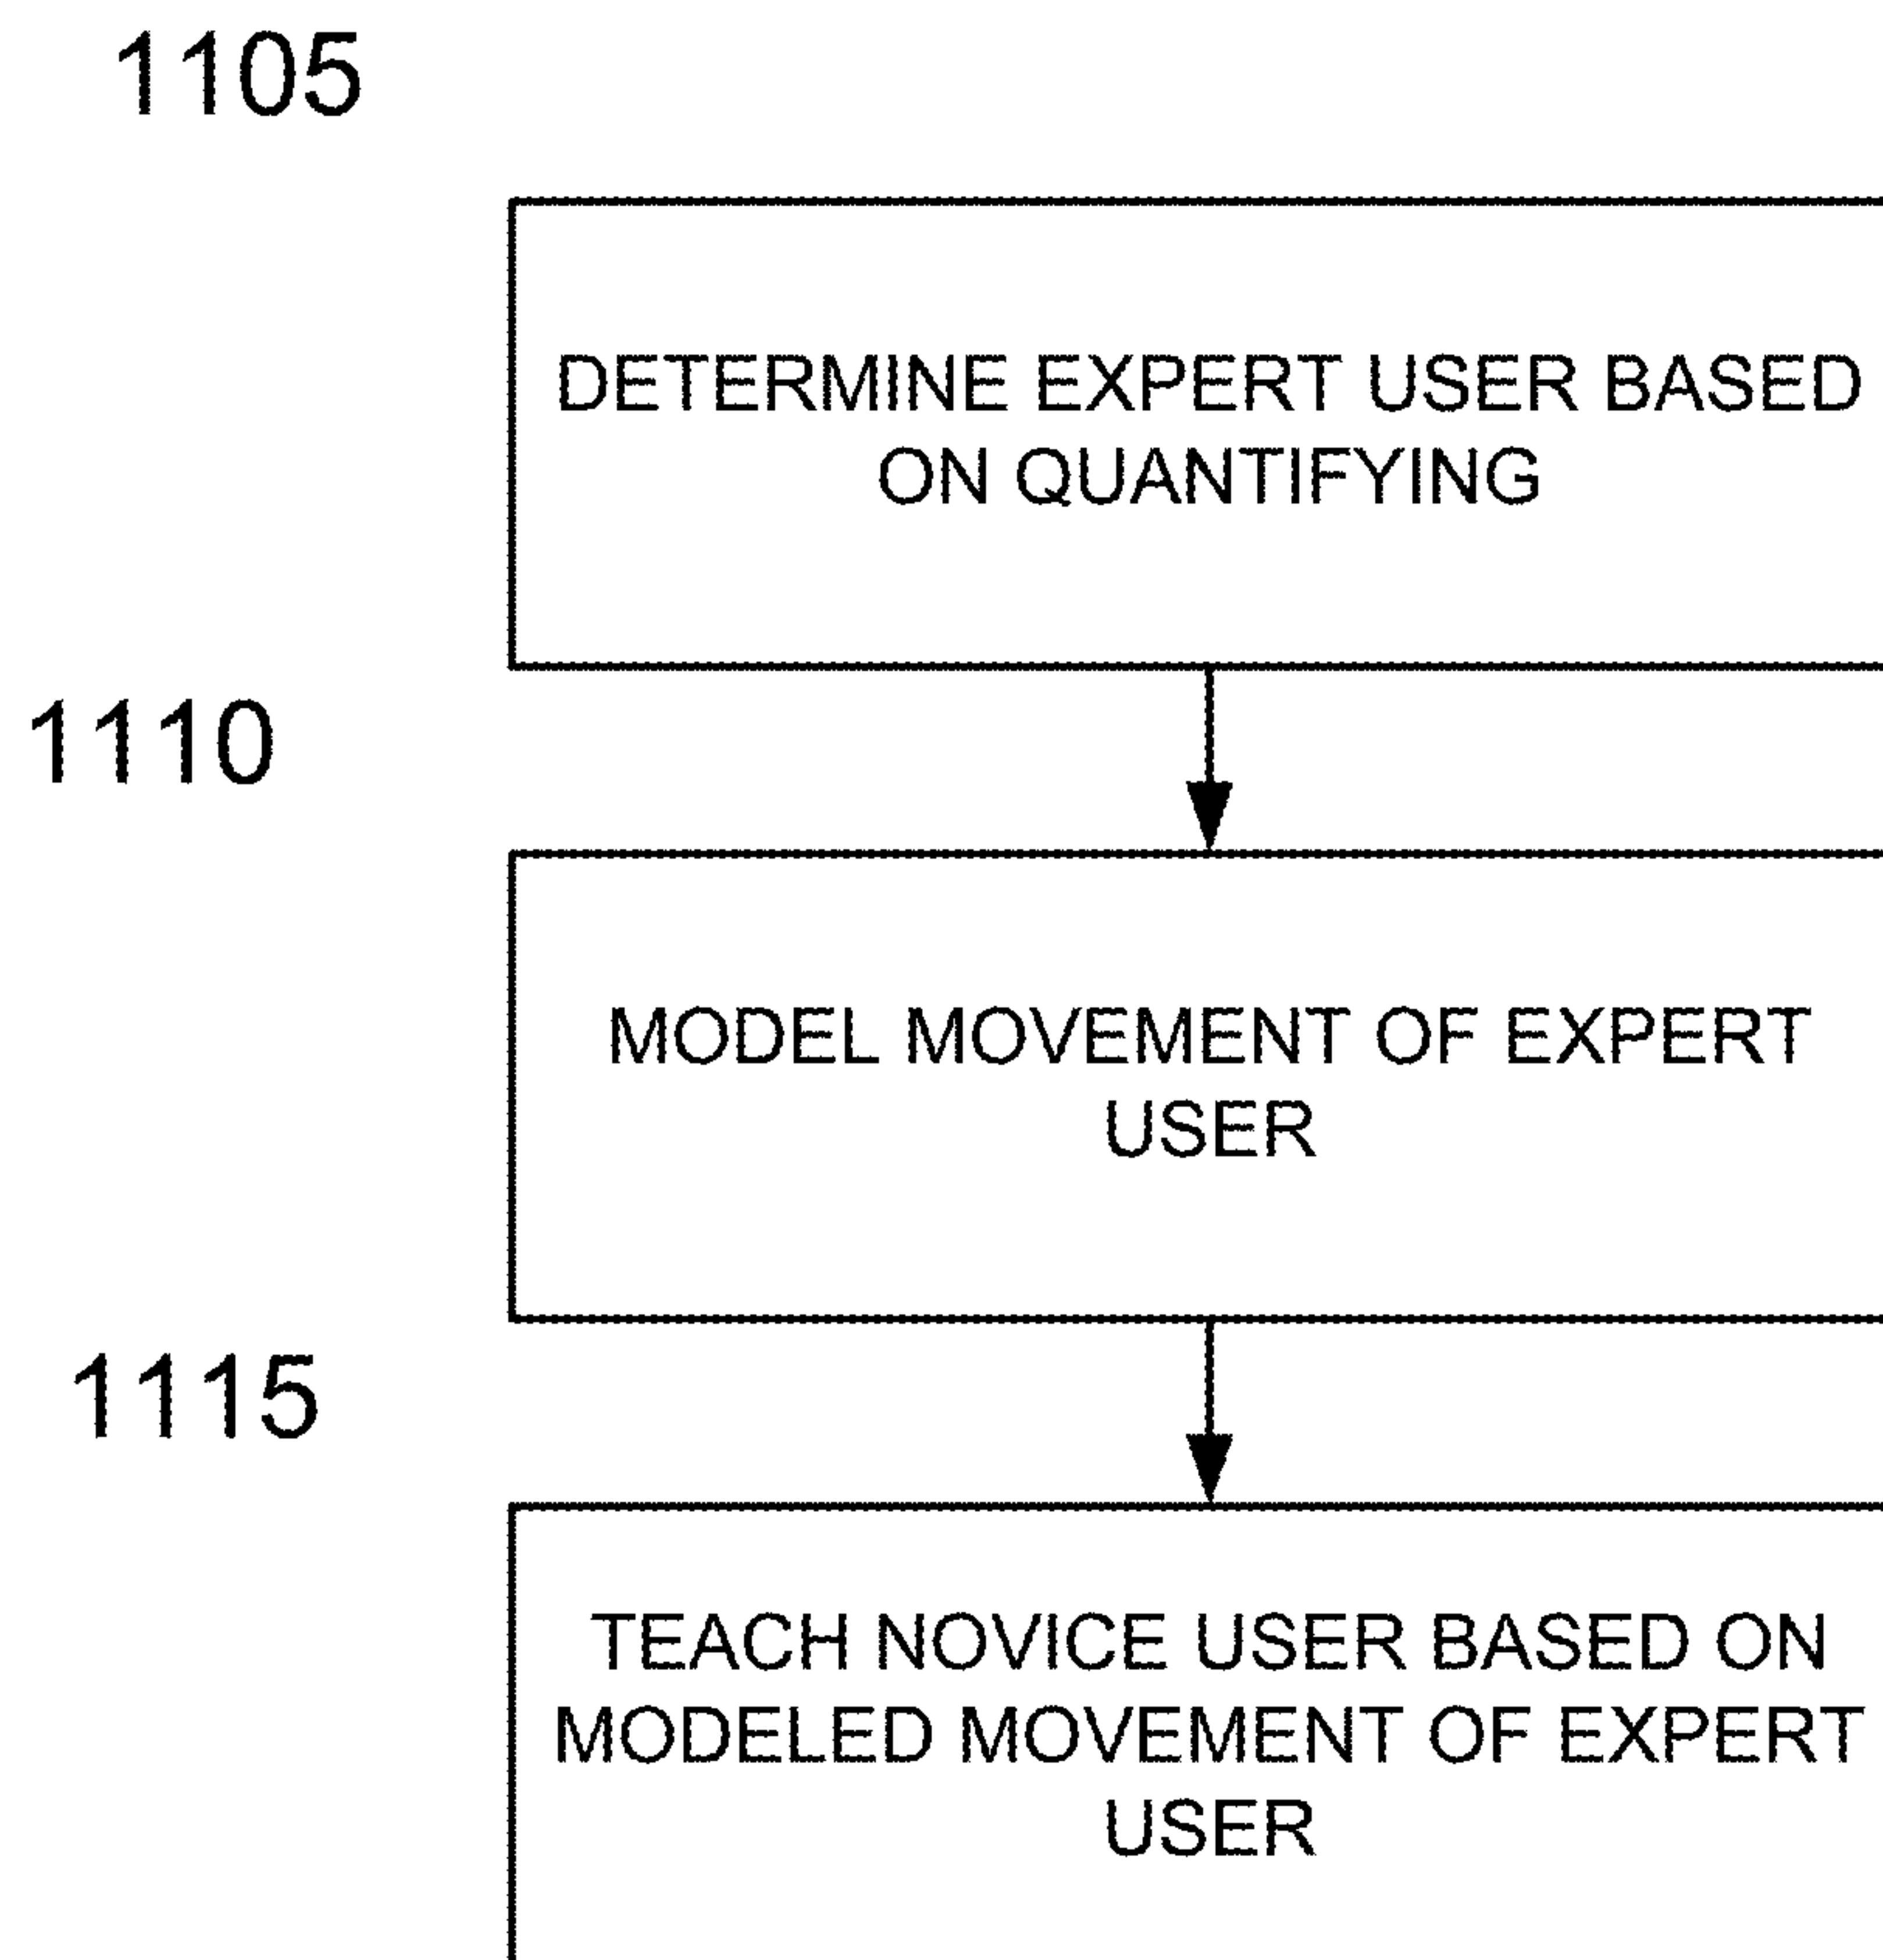 1105
DETERMINE EXPERT USER BASED
ON QUANTIFYING
1110
MODEL MOVEMENT OF EXPERT
USER
1115
TEACH NOVICE USER BASED ON
MODELED MOVEMENT OF EXPERT
USER